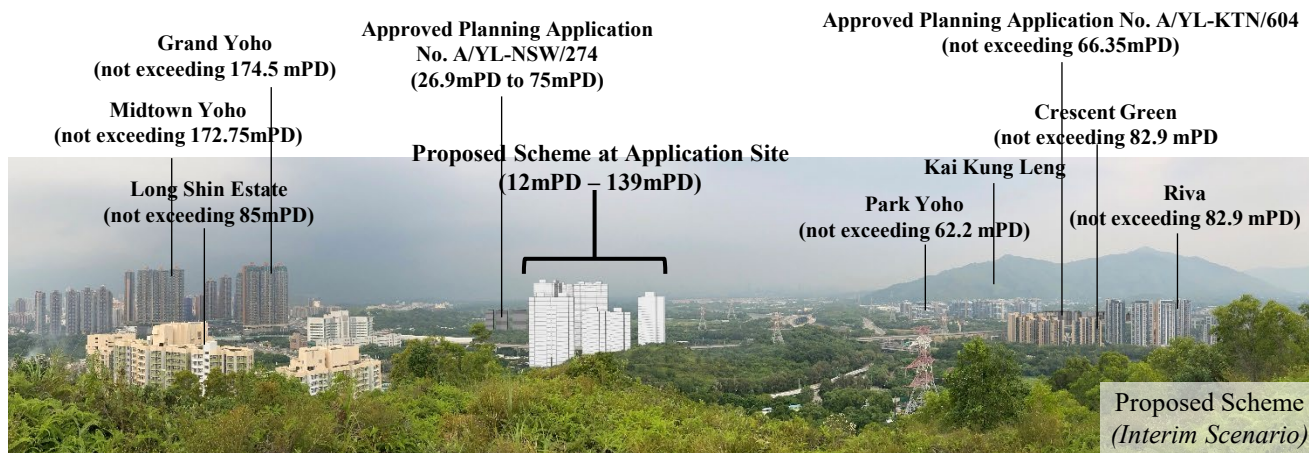 Grand Yoho
(not exceeding 174.5 mPD)
Midtown Yoho
(not exceeding 172.75mPD)
Long Shin Estate
(not exceeding 85mPD)
Approved Planning Application
No. A/YL-NSW/274
(26.9mPD to 75mPD)
Proposed Scheme at Application Site
(12mPD – 139mPD)
Approved Planning Application No. A/YL-KTN/604
(not exceeding 66.35mPD)
Crescent Green
(not exceeding 82.9 mPD
Kai Kung Leng
Park Yoho
(not exceeding 62.2 mPD)
Riva
(not exceeding 82.9 mPD)
Proposed Scheme
(Interim Scenario)